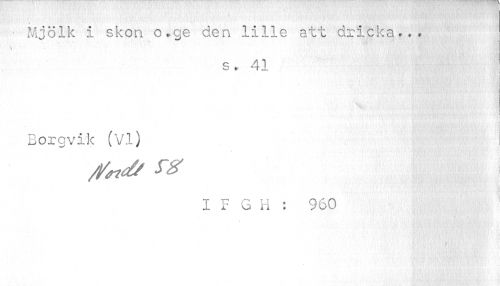 Mjölk i skon o.ge den lille att dricka...
s. 41
Borgvik (Vl)
Nordl 58
I F G H : 960